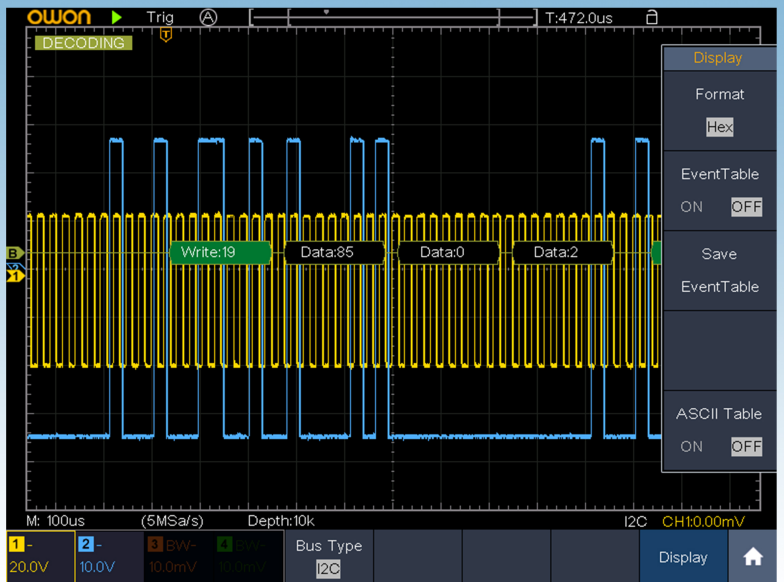 owon Trig A T:472.0us
T
DECODING
Display
Format
Hex
EventTable
ON OFF
B Write:19 Data:85 Data:0 Data:2
Save
EventTable
1
ASCII Table
ON OFF
M: 100us (5MSa/s) Depth:10k I2C CH1:0.00mV
1 - 2 - 3 BW- 4 BW- Bus Type
20.0V 10.0V 10.0mV 10.0mV I2C Display